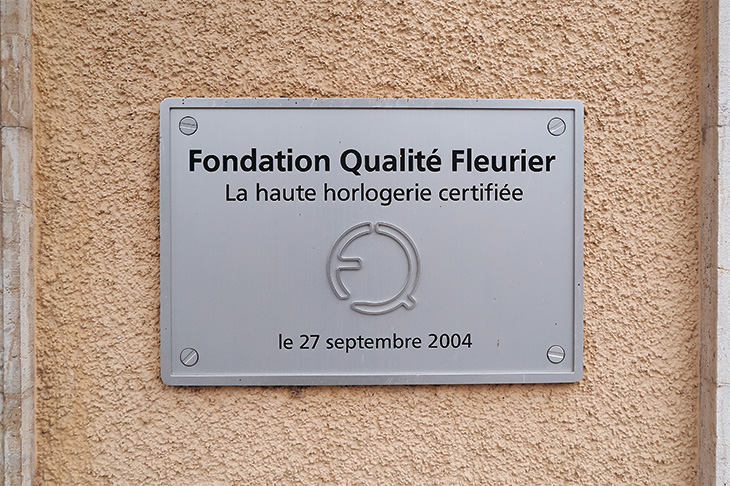 Fondation Qualité Fleurier
La haute horlogerie certifiée
le 27 septembre 2004